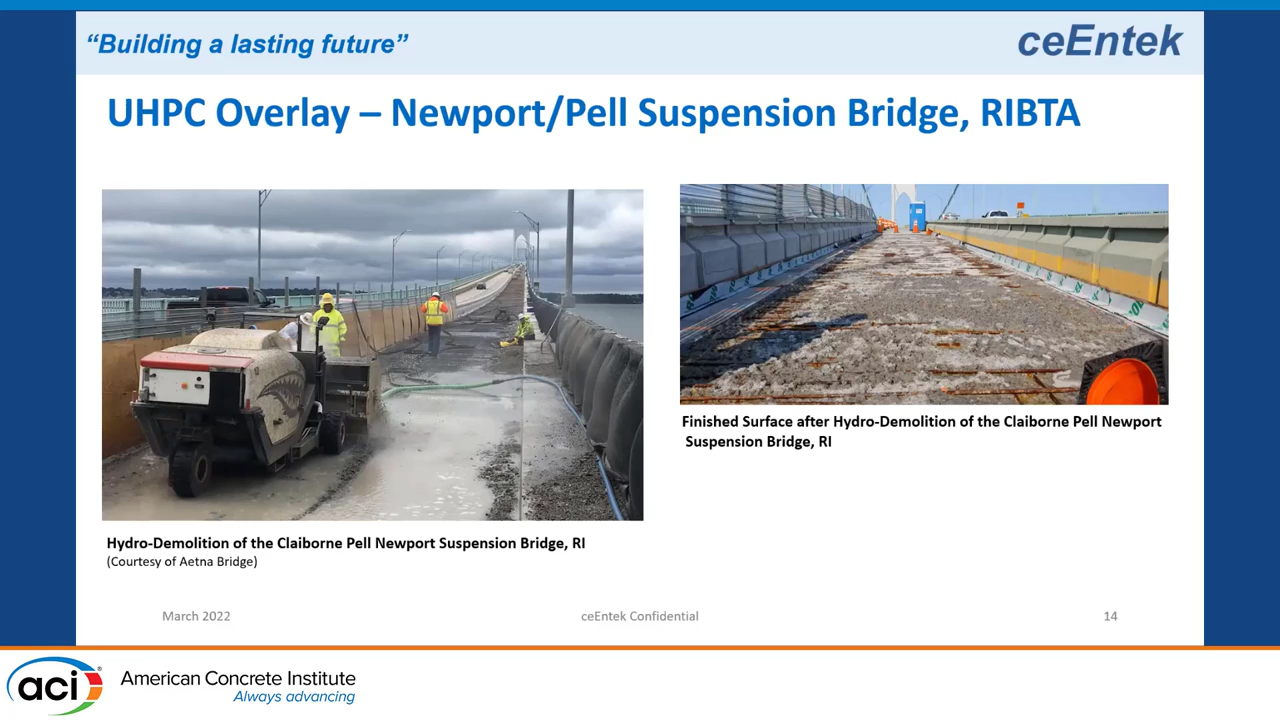 “Building a lasting future”
ceEntek
UHPC Overlay – Newport/Pell Suspension Bridge, RIBTA
Finished Surface after Hydro-Demolition of the Claiborne Pell Newport
Suspension Bridge, RI
Hydro-Demolition of the Claiborne Pell Newport Suspension Bridge, RI
(Courtesy of Aetna Bridge)
March 2022
ceEntek Confidential
14
aci®
American Concrete Institute
Always advancing